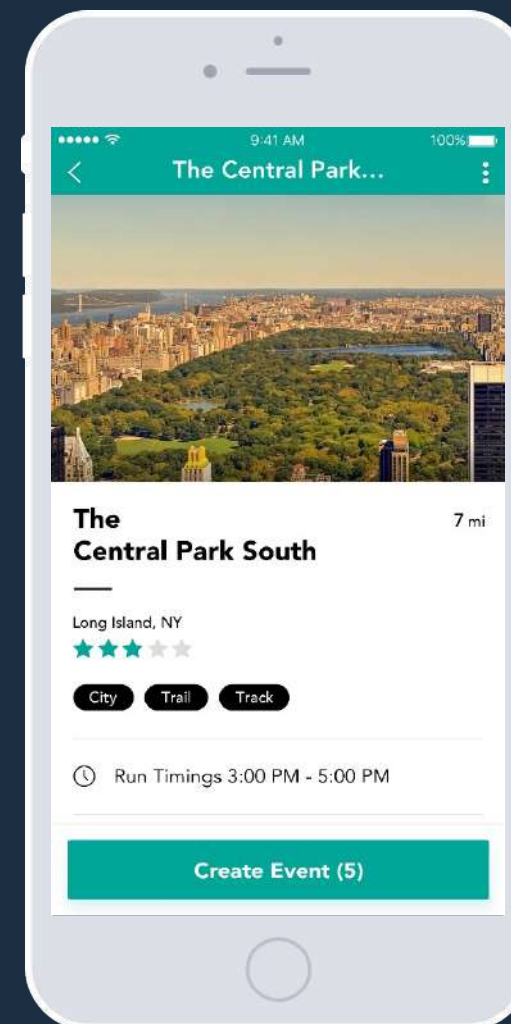 9:41 AM 100%
The Central Park...
The 7 mi
Central Park South
Long Island, NY
City Trail Track
Run Timings 3:00 PM - 5:00 PM
Create Event (5)